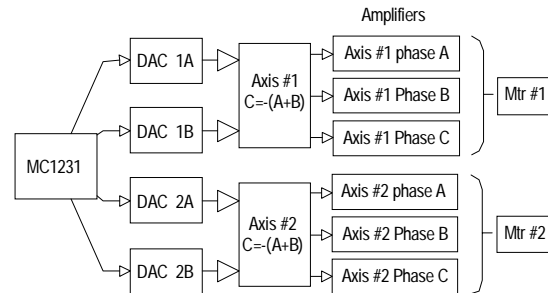 Amplifiers
DAC 1A
Axis #1
C=-(A+B)
Axis #1 phase A
Axis #1 Phase B
Axis #1 Phase C
Mtr #1
DAC 1B
MC1231
DAC 2A
Axis #2
C=-(A+B)
Axis #2 phase A
Axis #2 Phase B
Axis #2 Phase C
Mtr #2
DAC 2B